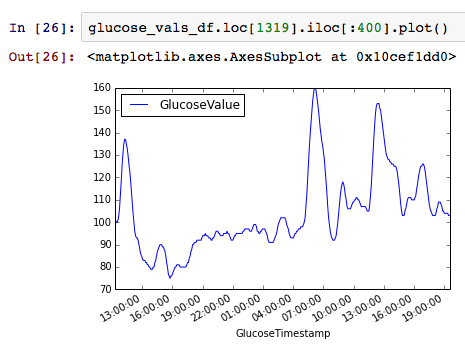 In [26]: glucose_vals_df.loc[1319].iloc[:400].plot()
Out[26]: <matplotlib.axes.AxesSubplot at 0x10cef1dd0>
160
GlucoseValue
150
140
130
120
110
100
90
80
70
13:00:00 16:00:00 19:00:00 22:00:00 01:00:00 04:00:00 07:00:00 10:00:00 13:00:00 16:00:00 19:00:00
GlucoseTimestamp